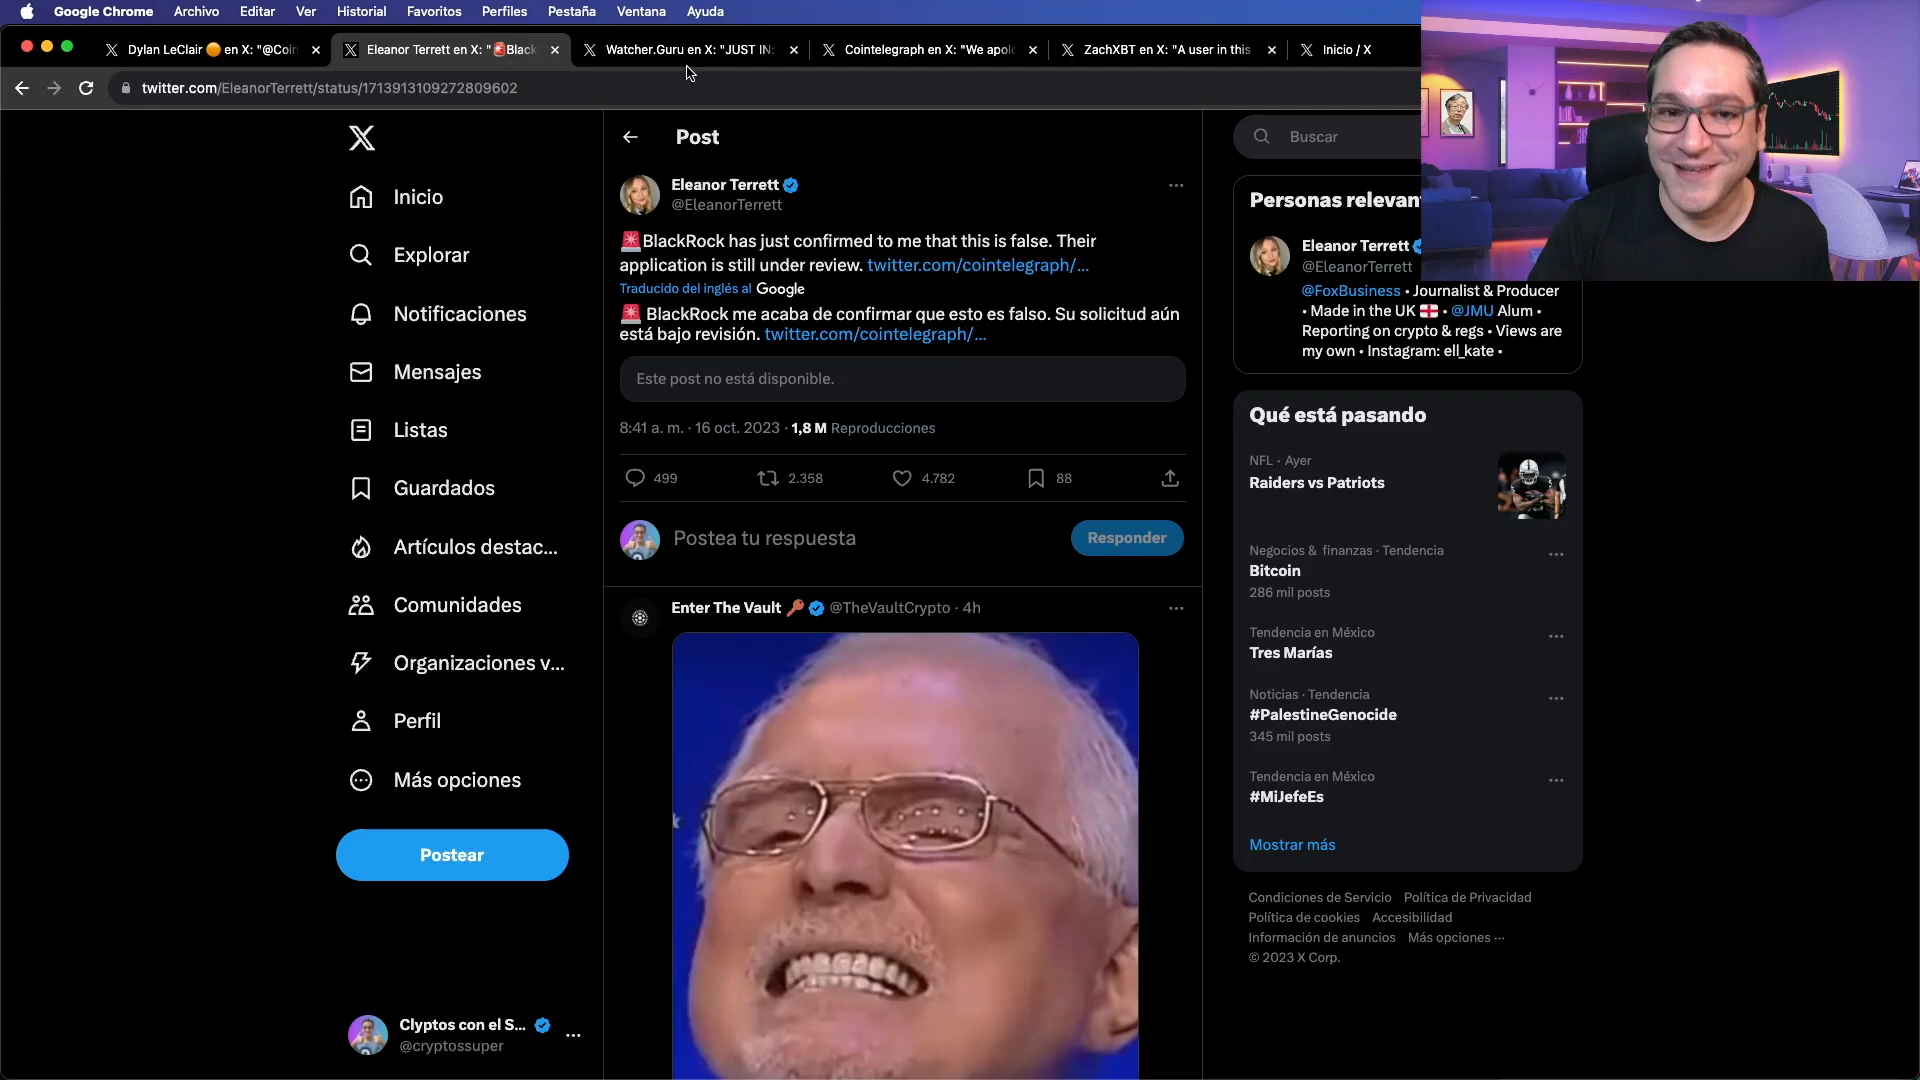 Google Chrome Archivo Editar Ver Historial Favoritos Perfiles Pestaña Ventana Ayuda
Dylan LeClair 🟠 en X: "@Coin
Eleanor Terrett en X: "🚨Black
Watcher.Guru en X: "JUST IN:
Cointelegraph en X: "We apolo
ZachXBT en X: "A user in this
Inicio / X
twitter.com/EleanorTerrett/status/1713913109272809602
Inicio
Explorar
Notificaciones
Mensajes
Listas
Guardados
Artículos destac...
Comunidades
Organizaciones v...
Perfil
Más opciones
Postear
Clyptos con el S...
@cryptossuper
Post
Eleanor Terrett
@EleanorTerrett
🚨BlackRock has just confirmed to me that this is false. Their
application is still under review. twitter.com/cointelegraph/...
Traducido del inglés al Google
🚨 BlackRock me acaba de confirmar que esto es falso. Su solicitud aún
está bajo revisión. twitter.com/cointelegraph/...
Este post no está disponible.
8:41 a. m. · 16 oct. 2023 · 1,8 M Reproducciones
499 2.358 4.782 88
Postea tu respuesta
Responder
Enter The Vault 🔑 @TheVaultCrypto · 4h
Buscar
Personas relevan
Eleanor Terrett
@EleanorTerrett
@FoxBusiness • Journalist & Producer
• Made in the UK 🏴󠁧󠁢󠁥󠁮󠁧󠁿 • @JMU Alum •
Reporting on crypto & regs • Views are
my own • Instagram: ell_kate •
Qué está pasando
NFL · Ayer
Raiders vs Patriots
Negocios & finanzas · Tendencia
Bitcoin
286 mil posts
Tendencia en México
Tres Marías
Noticias · Tendencia
#PalestineGenocide
345 mil posts
Tendencia en México
#MiJefeEs
Mostrar más
Condiciones de Servicio Política de Privacidad
Política de cookies Accesibilidad
Información de anuncios Más opciones ···
© 2023 X Corp.